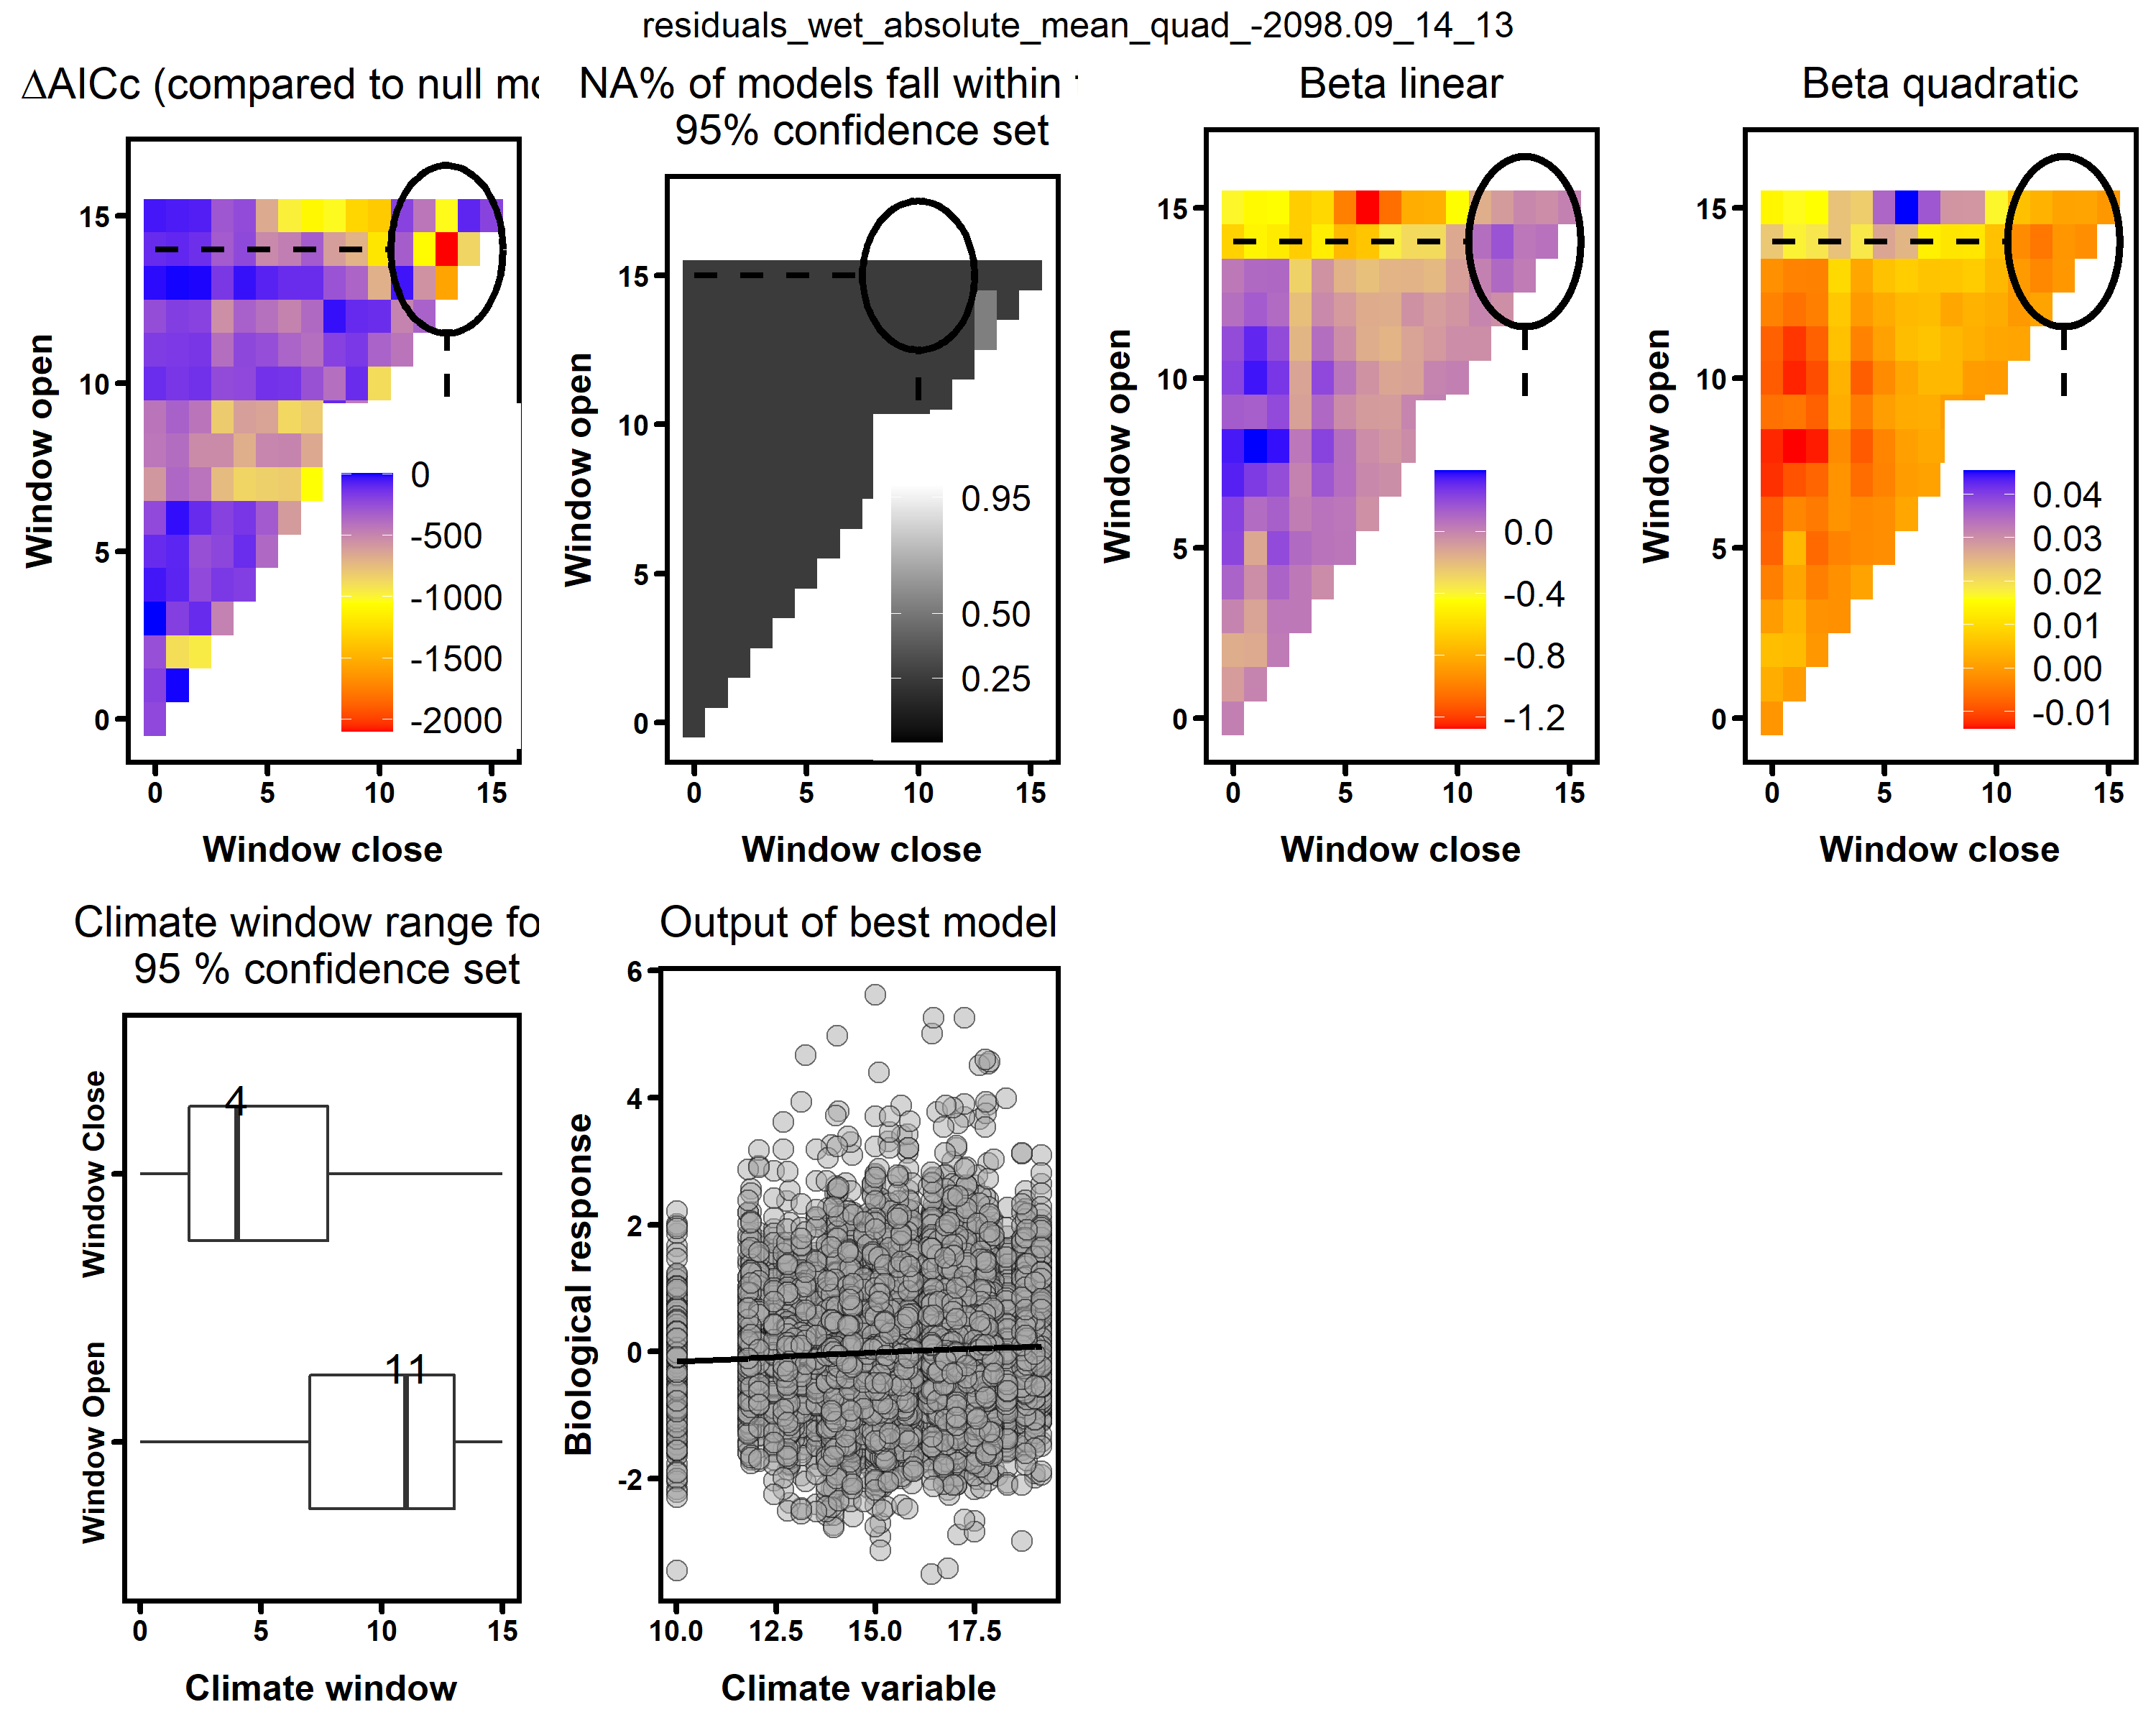 residuals_wet_absolute_mean_quad_-2098.09_14_13
ΔAICc (compared to null mo
15
10
5
0
Window open
0
5
10
15
Window close
0
-500
-1000
-1500
-2000
NA% of models fall within
95% confidence set
15
10
5
0
Window open
0
5
10
15
Window close
0.95
0.50
0.25
Beta linear
15
10
5
0
Window open
0
5
10
15
Window close
0.0
-0.4
-0.8
-1.2
Beta quadratic
15
10
5
0
Window open
0
5
10
15
Window close
0.04
0.03
0.02
0.01
0.00
-0.01
Climate window range fo
95 % confidence set
Window Close
Window Open
4
11
0
5
10
15
Climate window
Output of best model
6
4
2
0
-2
Biological response
10.0
12.5
15.0
17.5
Climate variable